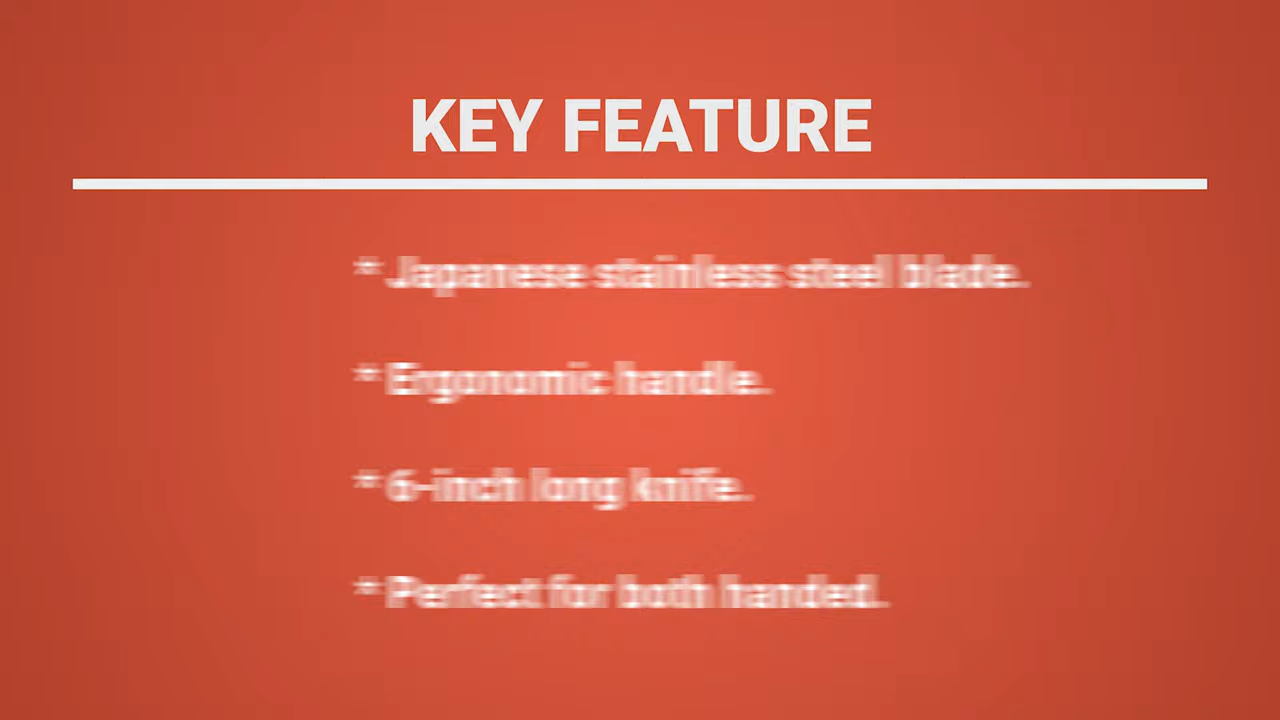 KEY FEATURE
* Japanese stainless steel blade.
* Ergonomic handle.
* 6-inch long knife.
* Perfect for both handed.